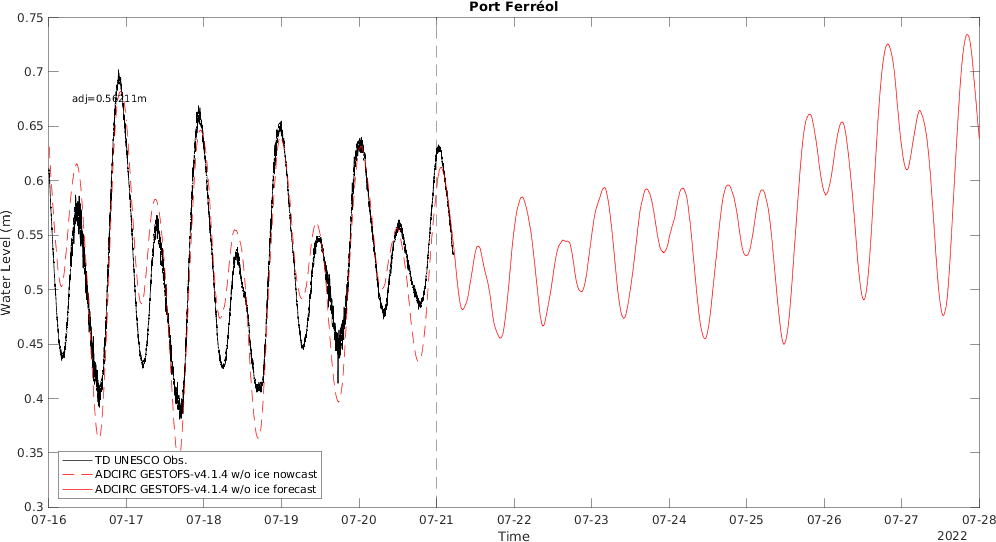 Port Ferréol
0.75
0.7
0.65
0.6
0.55
0.5
0.45
0.4
0.35
0.3
Water Level (m)
adj=0.56211m
TD UNESCO Obs.
ADCIRC GESTOFS-v4.1.4 w/o ice nowcast
ADCIRC GESTOFS-v4.1.4 w/o ice forecast
07-16 07-17 07-18 07-19 07-20 07-21 07-22 07-23 07-24 07-25 07-26 07-27 07-28
Time
2022